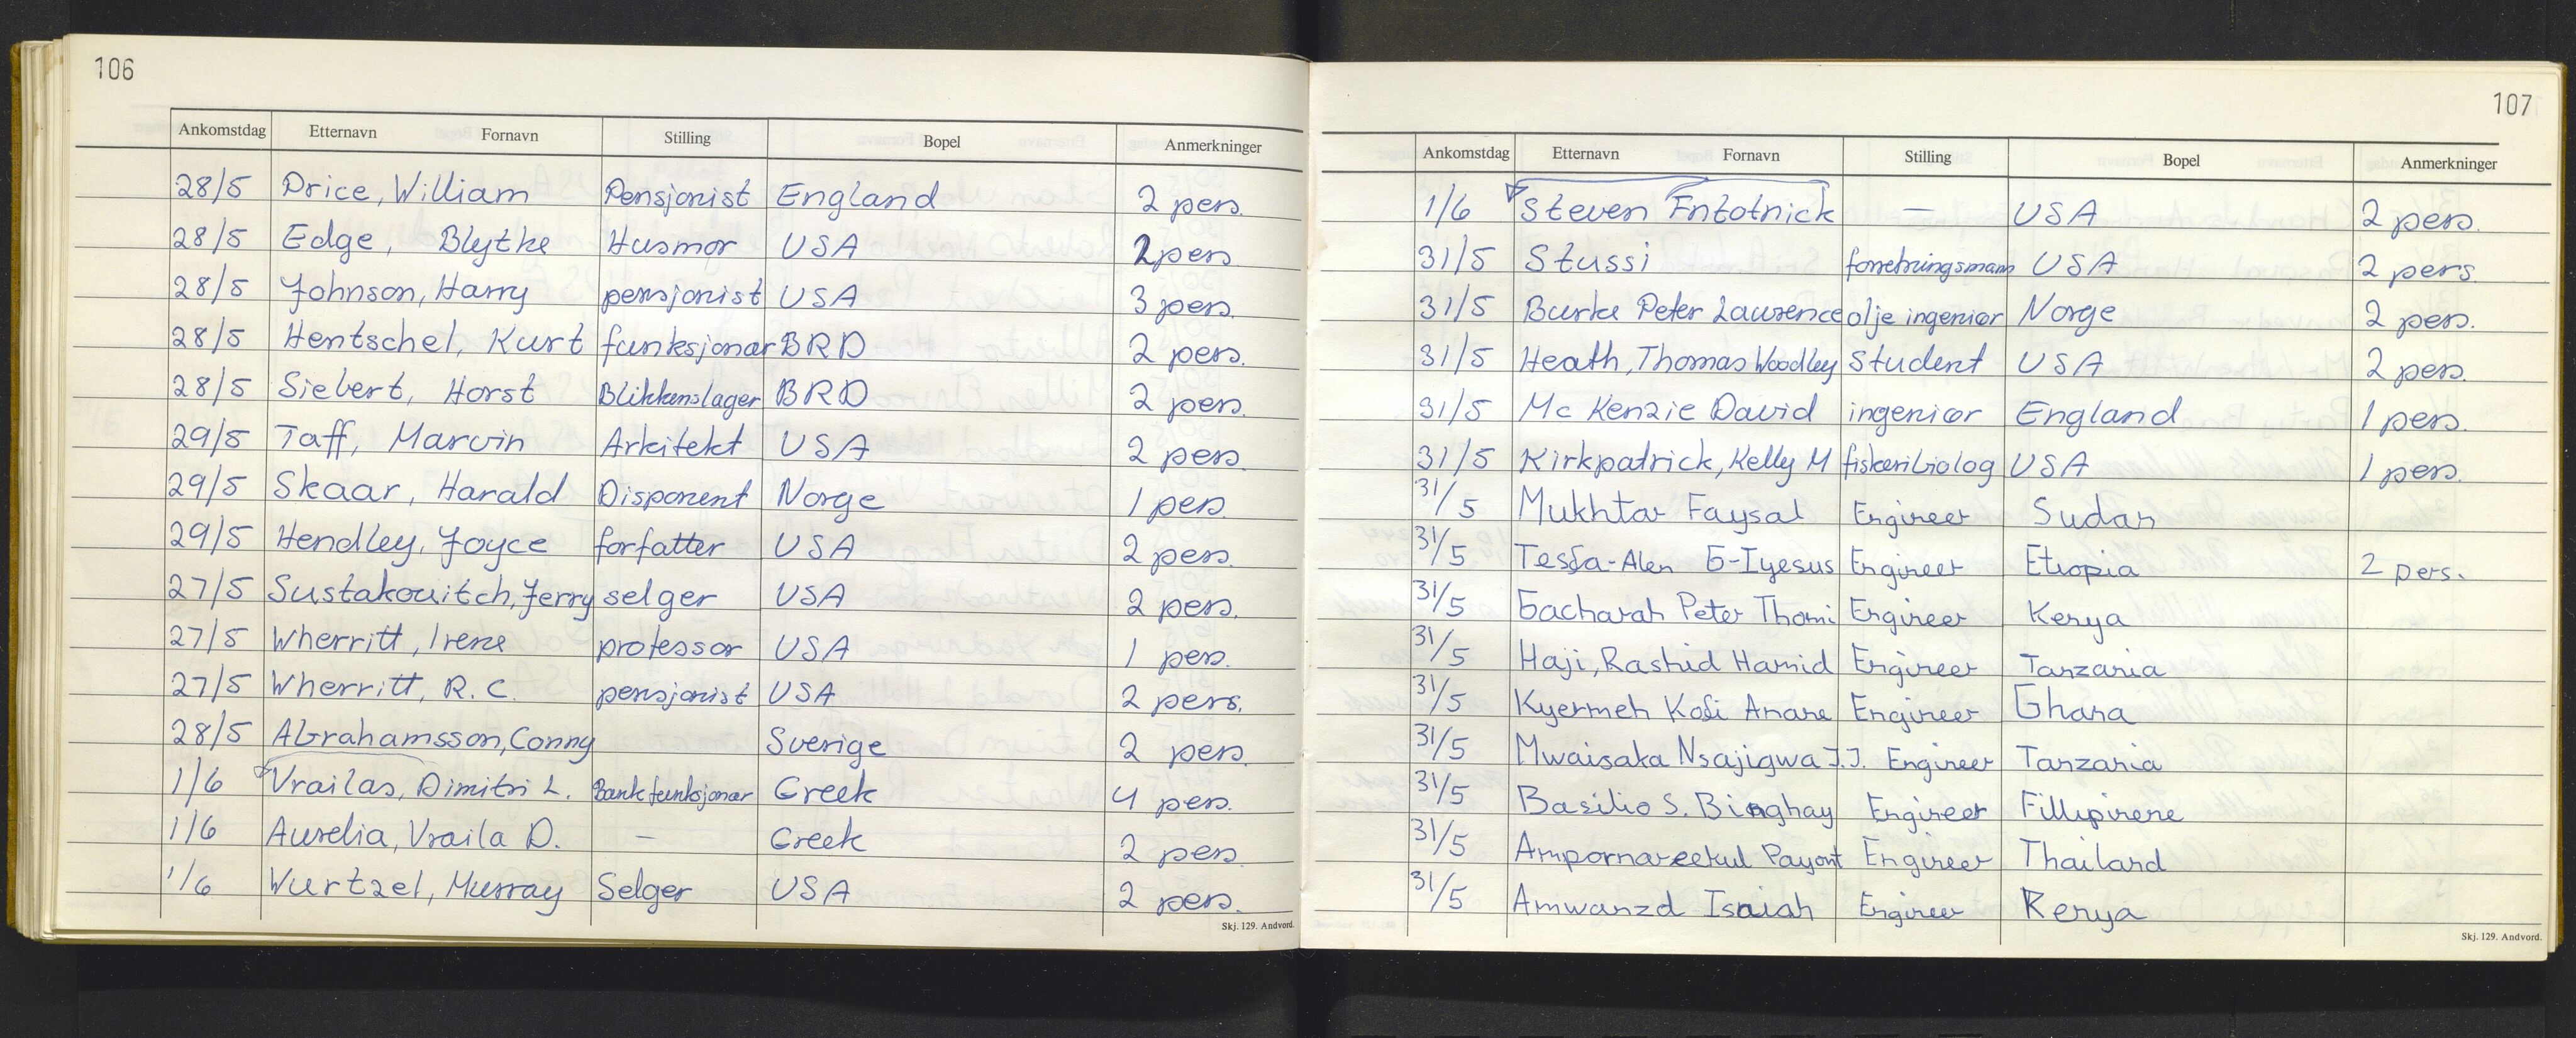 106
Ankomstdag Etternavn Fornavn Stilling Bopel Anmerkninger
28/5 Price, William Pensjonist England 2 pers.
28/5 Edge, Blythe Husmor USA 2 pers
28/5 Johnson, Harry pensjonist USA 3 pers.
28/5 Hentschel, Kurt funksjonær BRD 2 pers.
28/5 Siebert, Horst Blikkenslager BRD 2 pers.
29/5 Taff, Marvin Arkitekt USA 2 pers.
29/5 Skaar, Harald Disponent Norge 1 pers.
29/5 Hendley, Joyce forfatter USA 2 pers.
27/5 Sustakovitch, Jerry selger USA 2 pers.
27/5 Wherritt, Irene professor USA 1 pers.
27/5 Wherritt, R. C. pensjonist USA 2 pers.
28/5 Abrahamsson, Conny Sverige 2 pers.
1/6 Vrailas, Dimitri L. Bankfunksjonær Greek 4 pers.
1/6 Aurelia, Vraila D. — Greek 2 pers.
1/6 Wurtzel, Murray Selger USA 2 pers.
Skj. 129. Andvord.
107
Ankomstdag Etternavn Fornavn Stilling Bopel Anmerkninger
1/6 Steven — USA 2 pers.
31/5 Stussi forretningsmann USA 2 pers.
31/5 Burke Peter Lawrence olje ingeniør Norge 2 pers.
31/5 Heath, Thomas Woodley Student USA 2 pers.
31/5 Mc Kenzie David ingeniør England 1 pers.
31/5 Kirkpatrick, Kelly M fiskeribiolog USA 1 pers.
31/5 Mukhtar Faysal Engineer Sudan
31/5 Tesfa-Alen G-Iyesus Engineer Etiopia 2 pers.
31/5 Gacharah Peter Thomi Engineer Kenya
31/5 Haji, Rashid Hamid Engineer Tanzania
31/5 Kyermeh Kofi Anane Engineer Ghana
31/5 Mwaisaka Nsajigwa J.J. Engineer Tanzania
31/5 Basilio S. Binghay Engineer Fillipinene
31/5 Ampornareekul Payont Engineer Thailand
31/5 Amwanzd Isaiah Engineer Kenya
Skj. 129. Andvord.